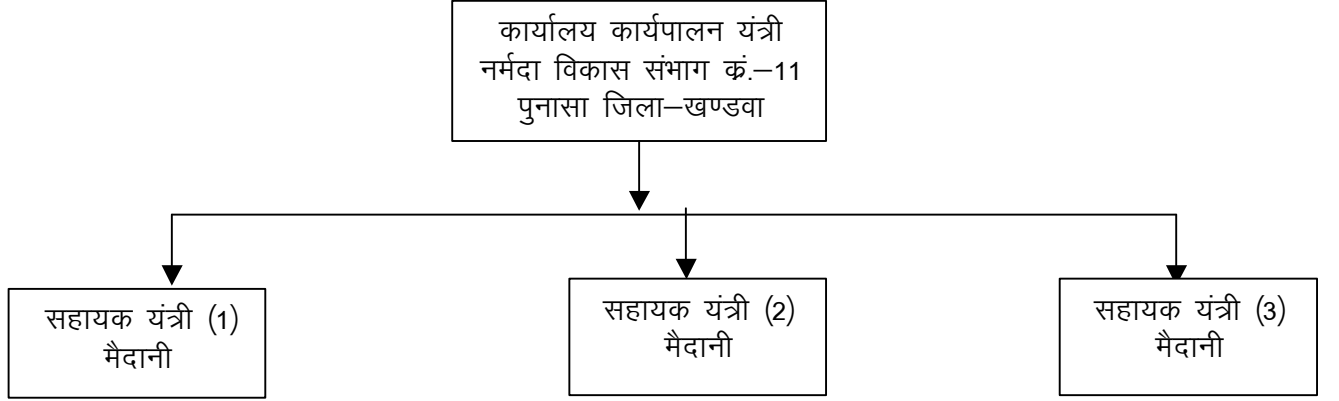 कार्यालय कार्यपालन यंत्री
नर्मदा विकास संभाग क्रं.–11
पुनासा जिला–खण्डवा
सहायक यंत्री (1)
मैदानी
सहायक यंत्री (2)
मैदानी
सहायक यंत्री (3)
मैदानी